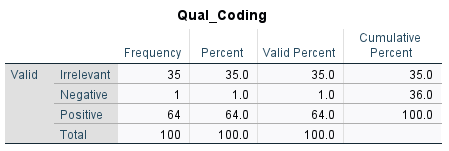 Qual_Coding
Frequency Percent Valid Percent Cumulative Percent
Valid Irrelevant 35 35.0 35.0 35.0
Negative 1 1.0 1.0 36.0
Positive 64 64.0 64.0 100.0
Total 100 100.0 100.0